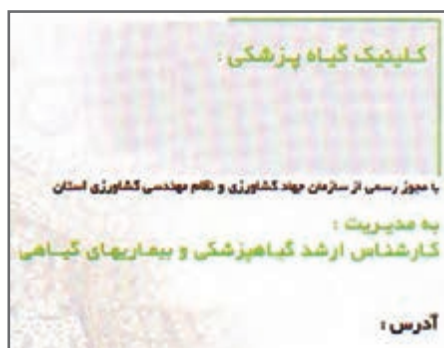 کلینیک گیاه پزشکی :
با مجوز رسمی از سازمان جهاد کشاورزی و نظام مهندسی کشاورزی استان
به مدیریت :
کارشناس ارشد گیاهپزشکی و بیماریهای گیاهی
آدرس :